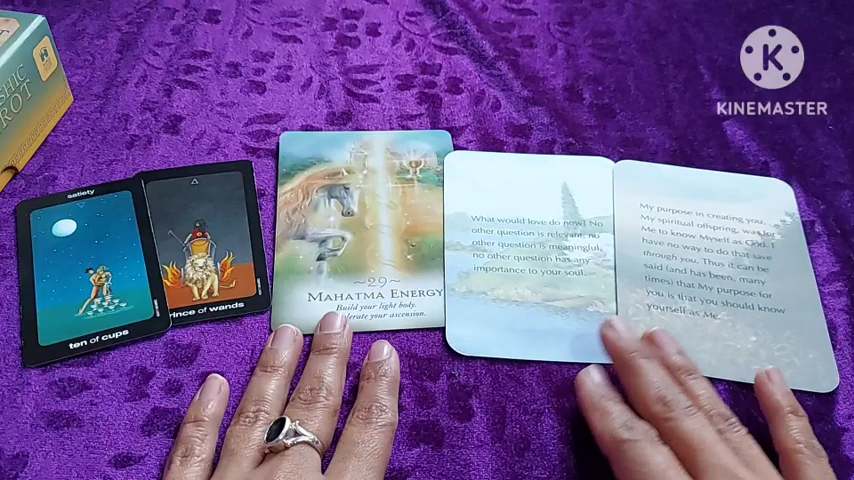 SHIC
ROT
KINEMASTER
satiety
ten of cups
rince of wands
~29~
MAHATMA ENERGY
Build your light body.
lerate your ascension.
What would love do now? No
other question is relevant, no
other question is meaningful,
no other question has any
importance to your soul...
My purpose in creating you,
My spiritual offspring, was for
Me to know Myself as God. I
have no way to do that save
through you. Thus it can be
said (and has been, many
times) that My purpose for
you is that you should know
yourself as Me.